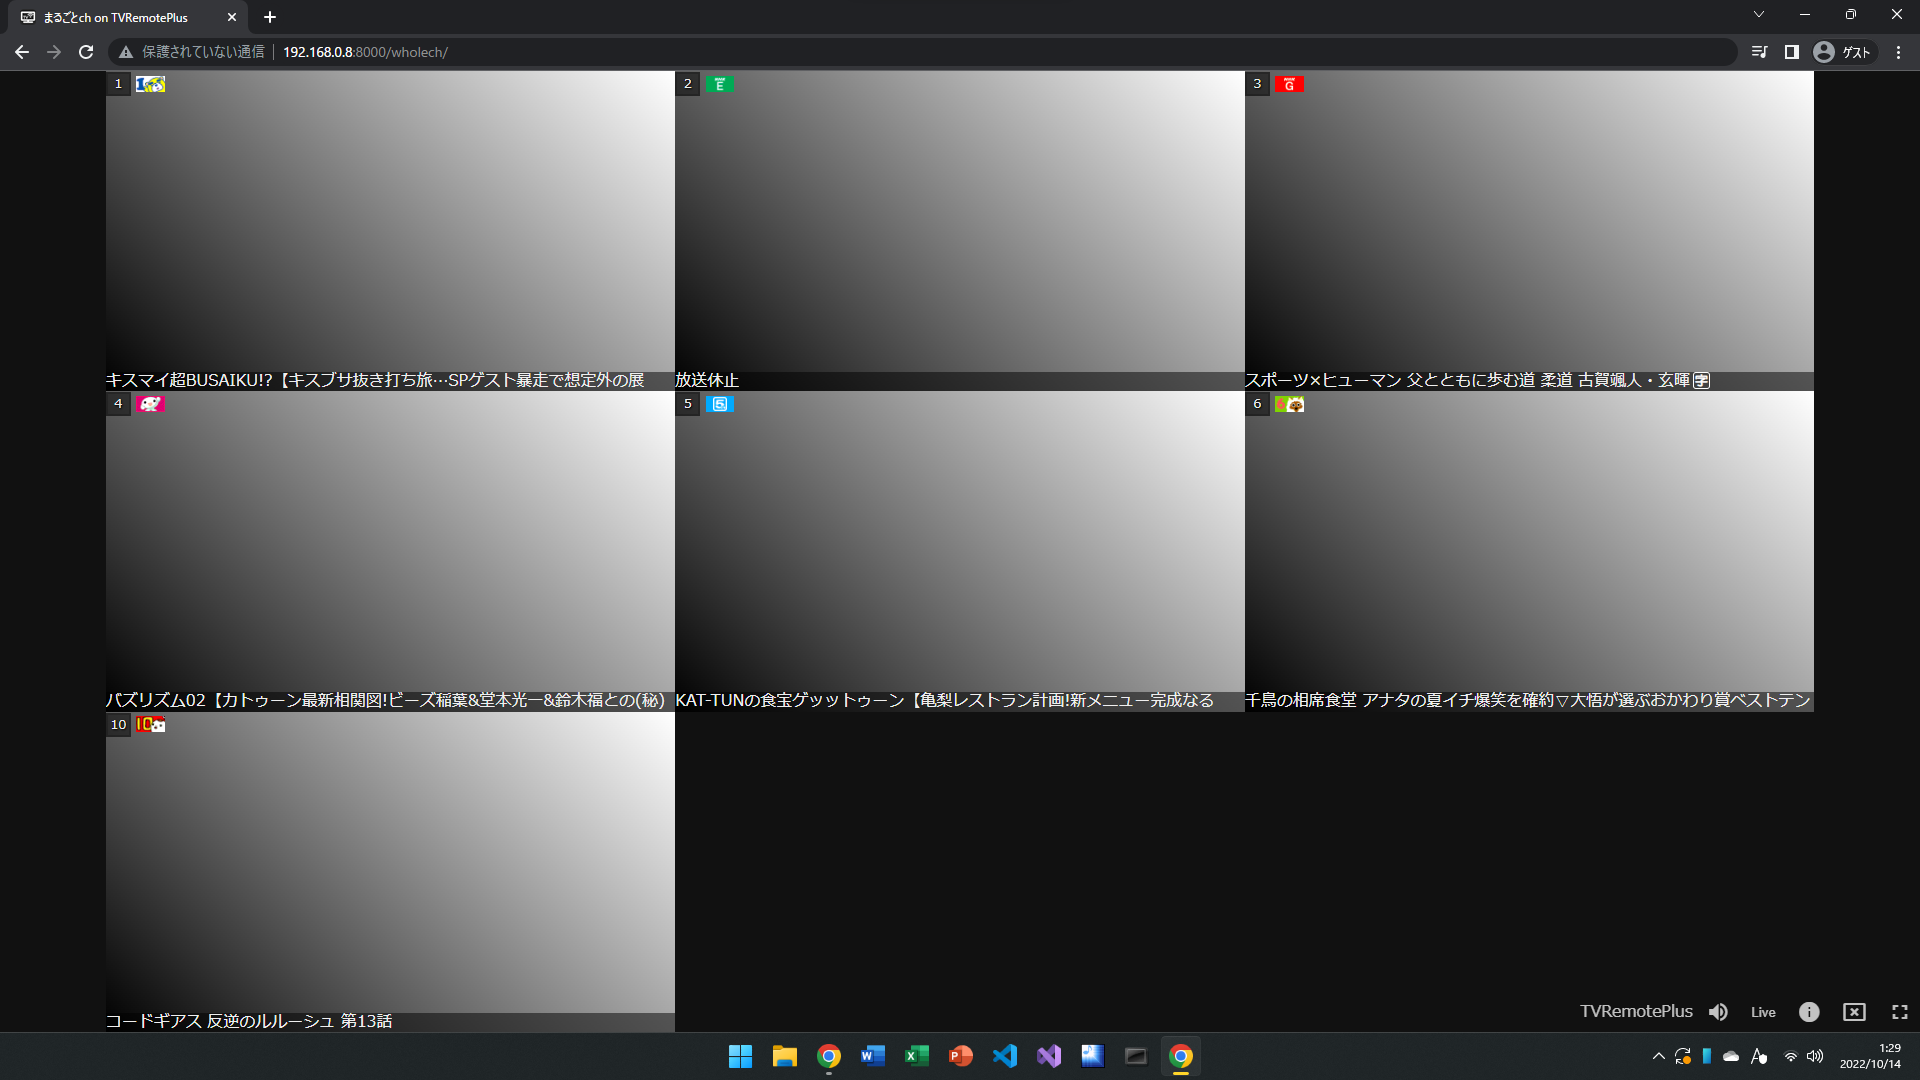 まるごとch on TVRemotePlus
保護されていない通信 192.168.0.8:8000/wholech/
ゲスト
1
2 E
3 G
キスマイ超BUSAIKU!?【キスブサ抜き打ち旅…SPゲスト暴走で想定外の展
放送休止
スポーツ×ヒューマン 父とともに歩む道 柔道 古賀颯人・玄暉🈑
4
5 5
6 6
バズリズム02【カトゥーン最新相関図!ビーズ稲葉&堂本光一&鈴木福との(秘)
KAT-TUNの食宝ゲッットゥーン【亀梨レストラン計画!新メニュー完成なる
千鳥の相席食堂 アナタの夏イチ爆笑を確約▽大悟が選ぶおかわり賞ベストテン
10 10
コードギアス 反逆のルルーシュ 第13話
TVRemotePlus Live
1:29
2022/10/14